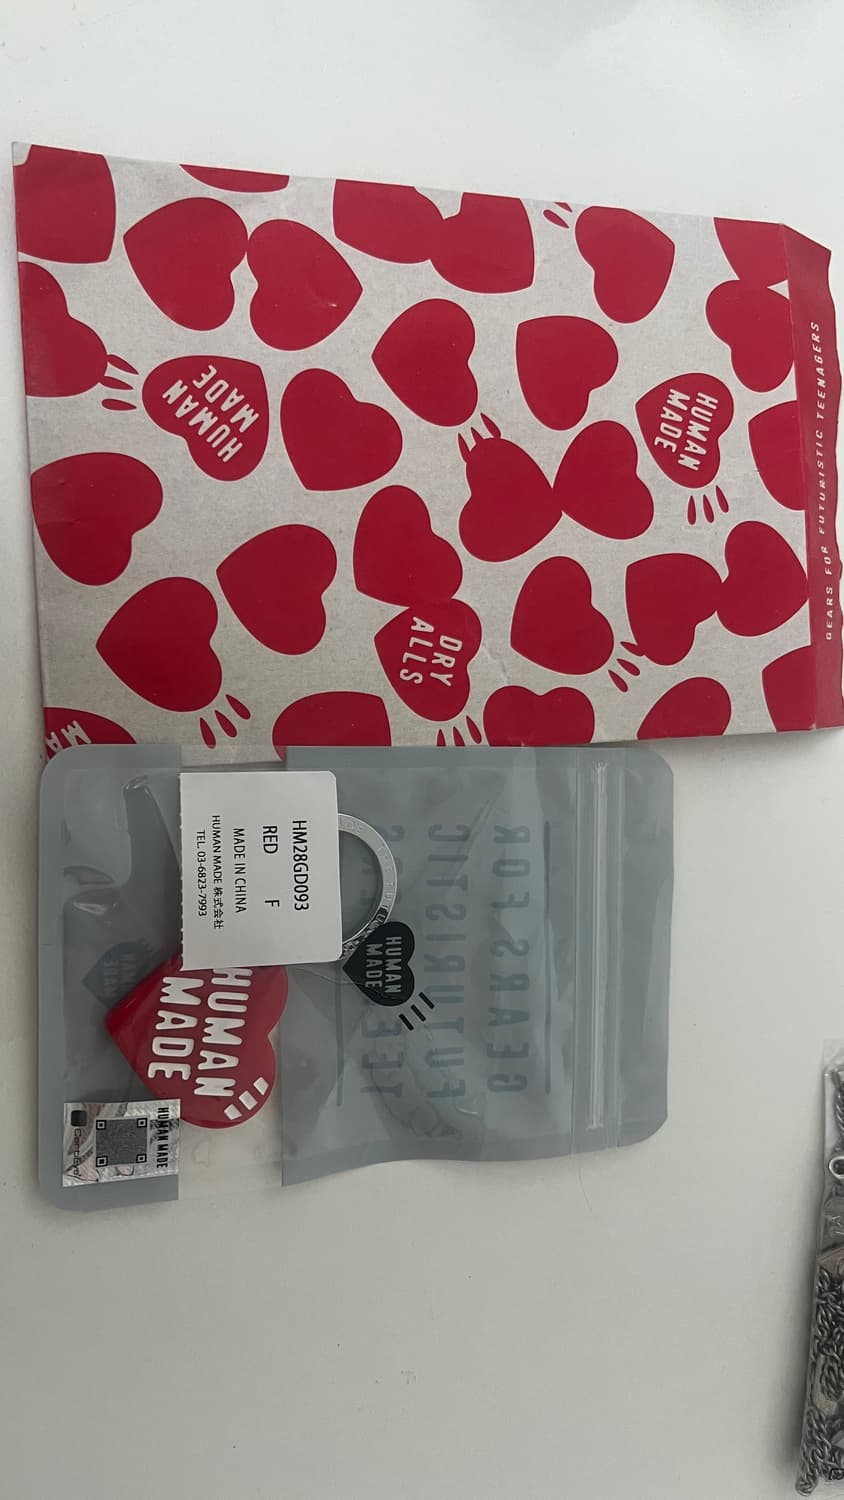 GEARS FOR FUTURISTIC TEENAGERS
HUMAN
MADE
HUMAN
MADE
DRY
ALLS
HM28GD093
RED F
MADE IN CHINA
HUMAN MADE 株式会社
TEL. 03-6823-7993
HUMAN
MADE
HUMAN
MADE
GEARS FOR
FUTURISTIC
HUMAN MADE